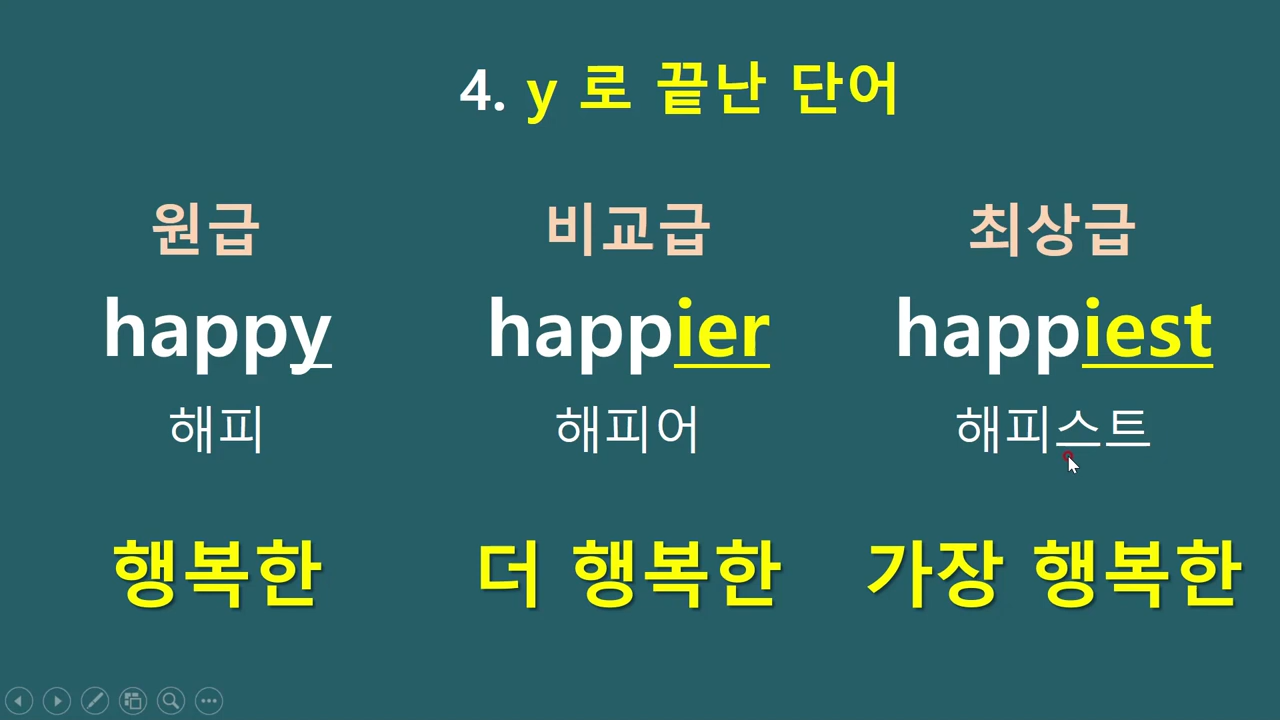 4. y 로 끝난 단어
원급 비교급 최상급
happy happier happiest
해피 해피어 해피스트
행복한 더 행복한 가장 행복한